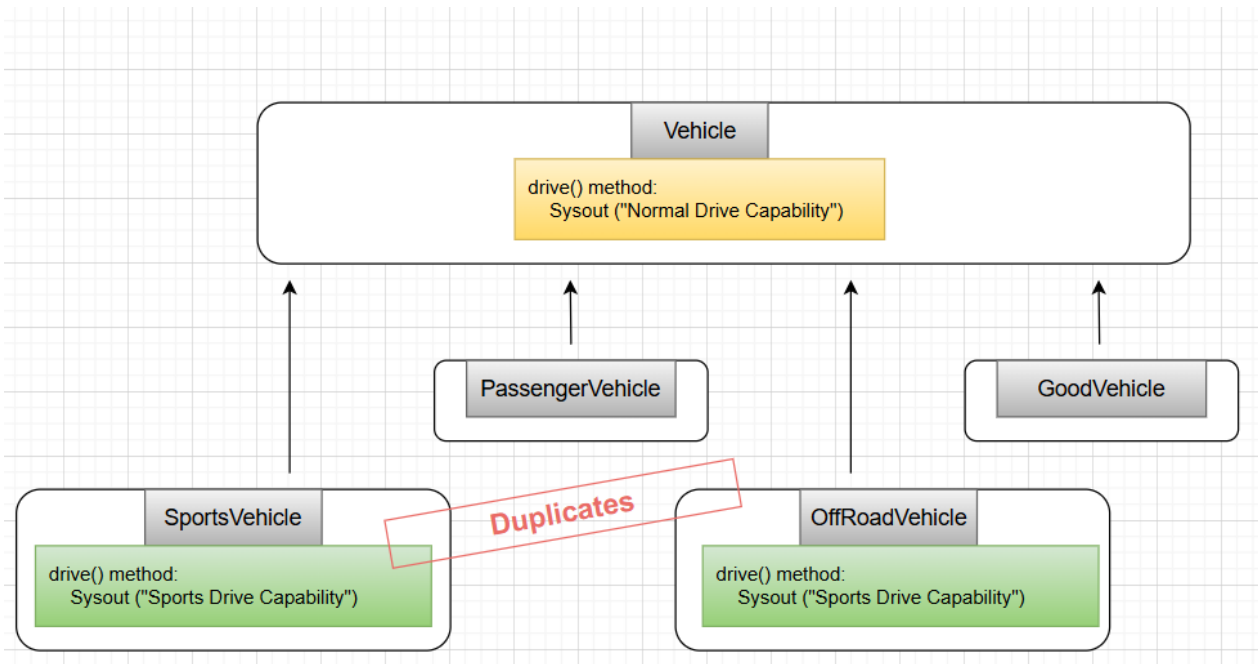 Vehicle
drive() method:
Sysout ("Normal Drive Capability")
PassengerVehicle
GoodVehicle
Duplicates
SportsVehicle
drive() method:
Sysout ("Sports Drive Capability")
OffRoadVehicle
drive() method:
Sysout ("Sports Drive Capability")